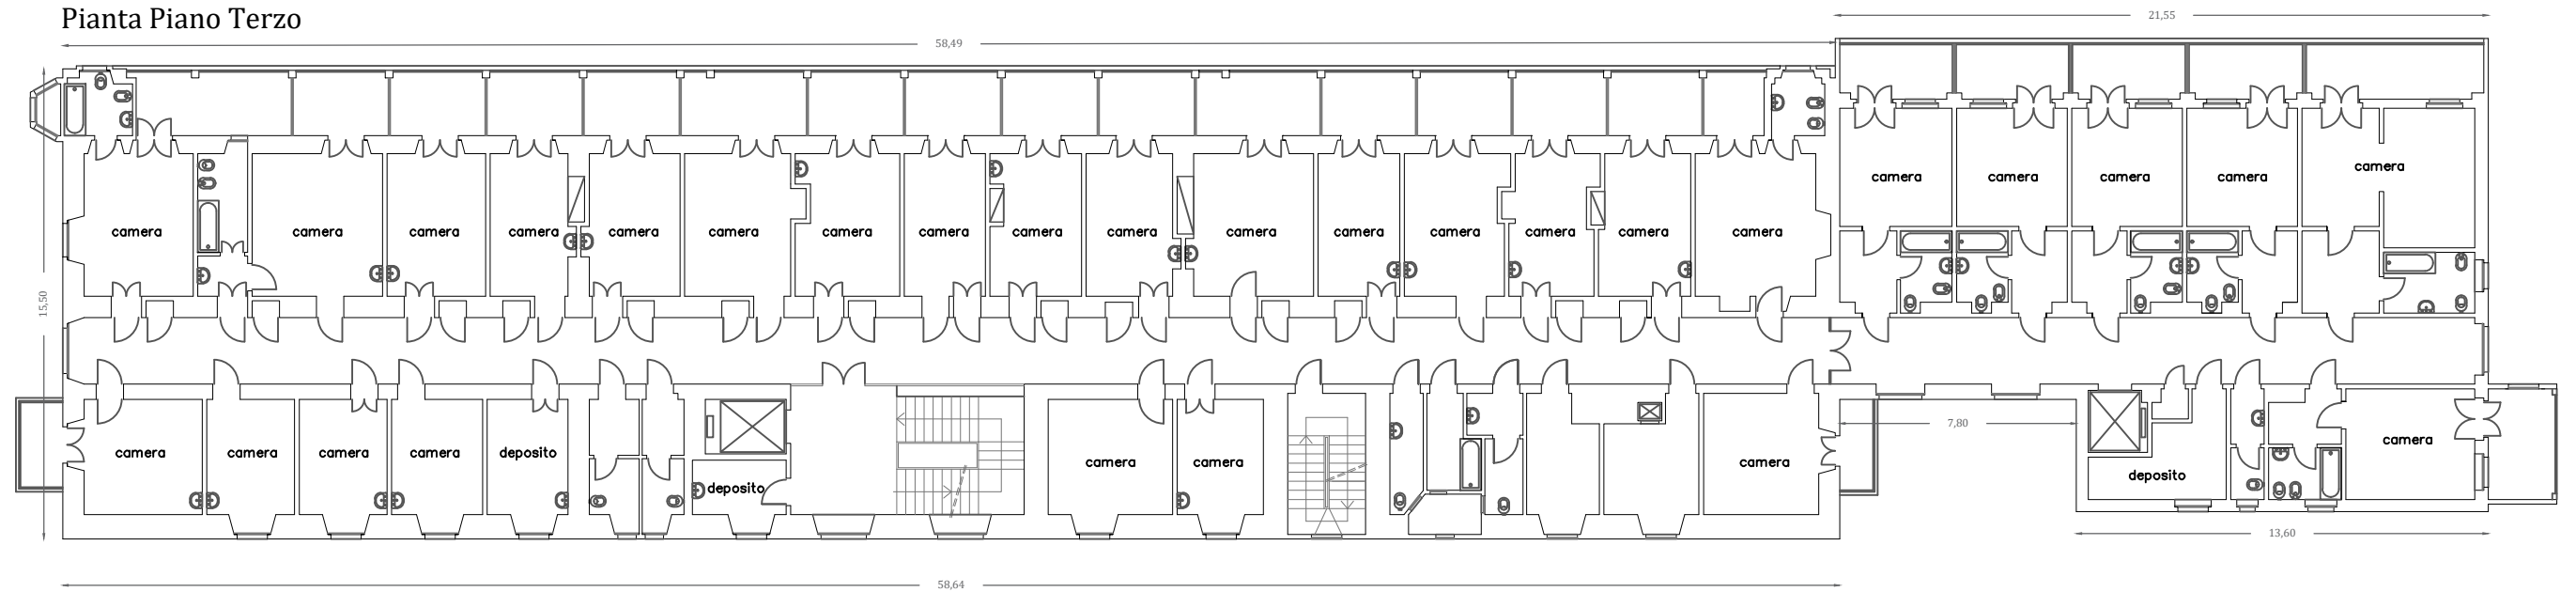 Pianta Piano Terzo
21,55
58,49
camera camera camera camera camera
camera camera camera camera camera camera camera camera camera camera camera camera camera camera camera camera
15,50
7,80
camera camera camera camera deposito camera camera camera camera
deposito deposito
13,60
58,64